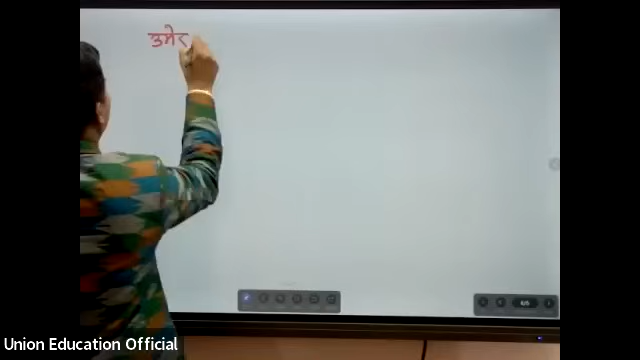 उमेर
Union Education Official